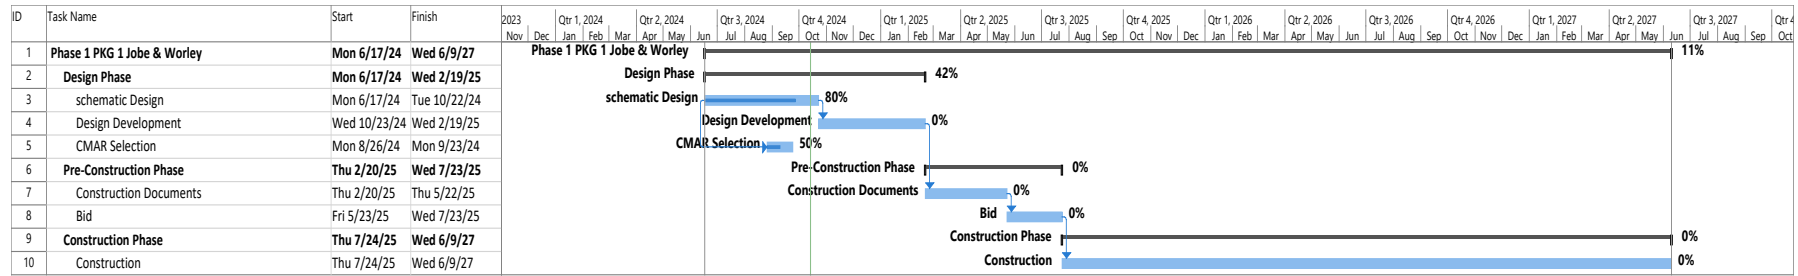 ID Task Name Start Finish 2023 Qtr 1, 2024 Qtr 2, 2024 Qtr 3, 2024 Qtr 4, 2024 Qtr 1, 2025 Qtr 2, 2025 Qtr 3, 2025 Qtr 4, 2025 Qtr 1, 2026 Qtr 2, 2026 Qtr 3, 2026 Qtr 4, 2026 Qtr 1, 2027 Qtr 2, 2027 Qtr 3, 2027 Qtr 4
Nov Dec Jan Feb Mar Apr May Jun Jul Aug Sep Oct Nov Dec Jan Feb Mar Apr May Jun Jul Aug Sep Oct Nov Dec Jan Feb Mar Apr May Jun Jul Aug Sep Oct Nov Dec Jan Feb Mar Apr May Jun Jul Aug Sep Oct
1 Phase 1 PKG 1 Jobe & Worley Mon 6/17/24 Wed 6/9/27 Phase 1 PKG 1 Jobe & Worley 11%
2 Design Phase Mon 6/17/24 Wed 2/19/25 Design Phase 42%
3 schematic Design Mon 6/17/24 Tue 10/22/24 schematic Design 80%
4 Design Development Wed 10/23/24 Wed 2/19/25 Design Development 0%
5 CMAR Selection Mon 8/26/24 Mon 9/23/24 CMAR Selection 50%
6 Pre-Construction Phase Thu 2/20/25 Wed 7/23/25 Pre-Construction Phase 0%
7 Construction Documents Thu 2/20/25 Thu 5/22/25 Construction Documents 0%
8 Bid Fri 5/23/25 Wed 7/23/25 Bid 0%
9 Construction Phase Thu 7/24/25 Wed 6/9/27 Construction Phase 0%
10 Construction Thu 7/24/25 Wed 6/9/27 Construction 0%